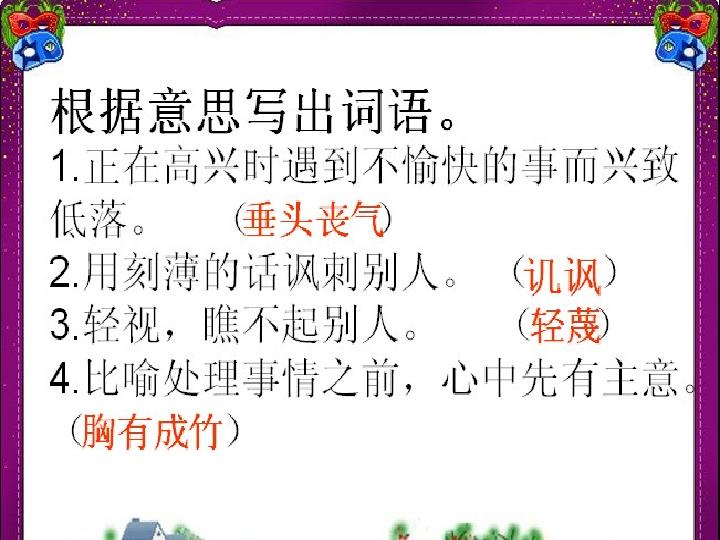 根据意思写出词语。
1.正在高兴时遇到不愉快的事而兴致
低落。 (垂头丧气)
2.用刻薄的话讽刺别人。 (讥讽)
3.轻视，瞧不起别人。 (轻蔑)
4.比喻处理事情之前，心中先有主意。
(胸有成竹)